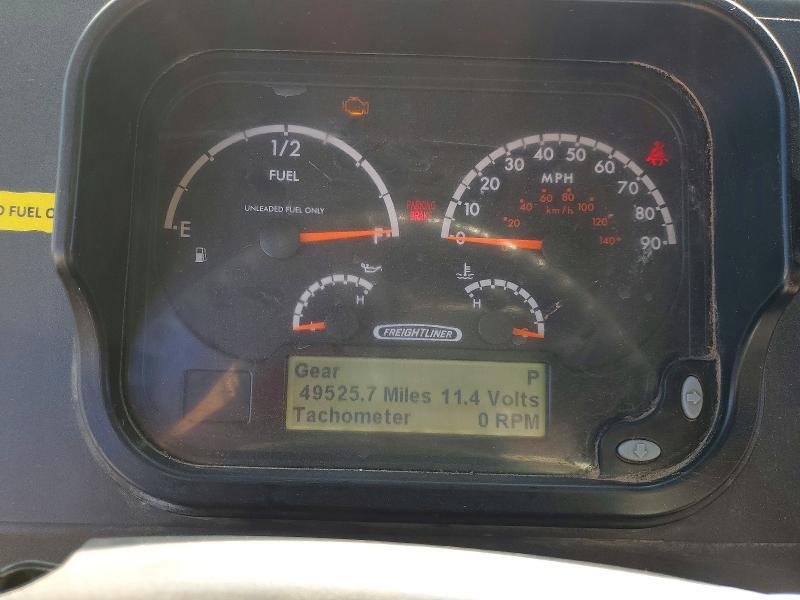 1/2
FUEL
UNLEADED FUEL ONLY
E
F
PARKING
BRAKE
0 10 20 30 40 50 60 70 80 90
MPH
20 40 60 80 100 120 140
km/h
D FUEL O
H
H
FREIGHTLINER
Gear P
49525.7 Miles 11.4 Volts
Tachometer 0 RPM